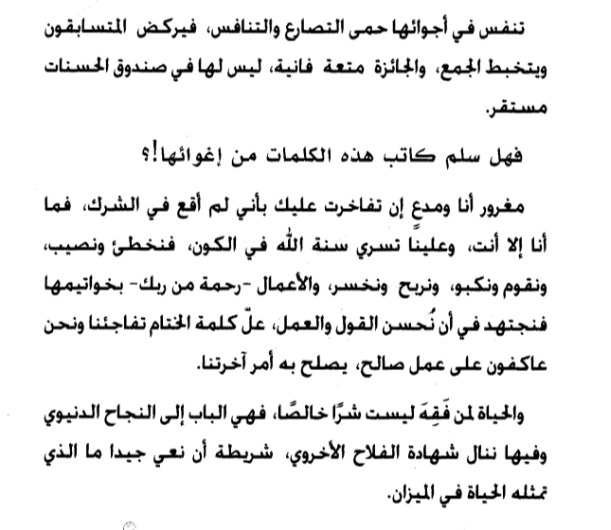 تنفس في أجوائها حمى التصارع والتنافس، فيركض المتسابقون
ويتخبط الجمع، والجائزة متعة فانية، ليس لها في صندوق الحسنات
مستقر.
فهل سلم كاتب هذه الكلمات من إغوائها!؟
مغرور أنا ومدعٍ إن تفاخرت عليك بأني لم أقع في الشرك، فما
أنا إلا أنت، وعلينا تسري سنة الله في الكون، فنخطئ ونصيب،
ونقوم ونكبو، ونربح ونخسر، والأعمال -رحمة من ربك- بخواتيمها
فنجتهد في أن نُحسن القول والعمل، علّ كلمة الختام تفاجئنا ونحن
عاكفون على عمل صالح، يصلح به أمر آخرتنا.
والحياة لمن فَقِهَ ليست شرًا خالصًا، فهي الباب إلى النجاح الدنيوي
وفيها ننال شهادة الفلاح الأخروي، شريطة أن نعي جيدا ما الذي
تمثله الحياة في الميزان.